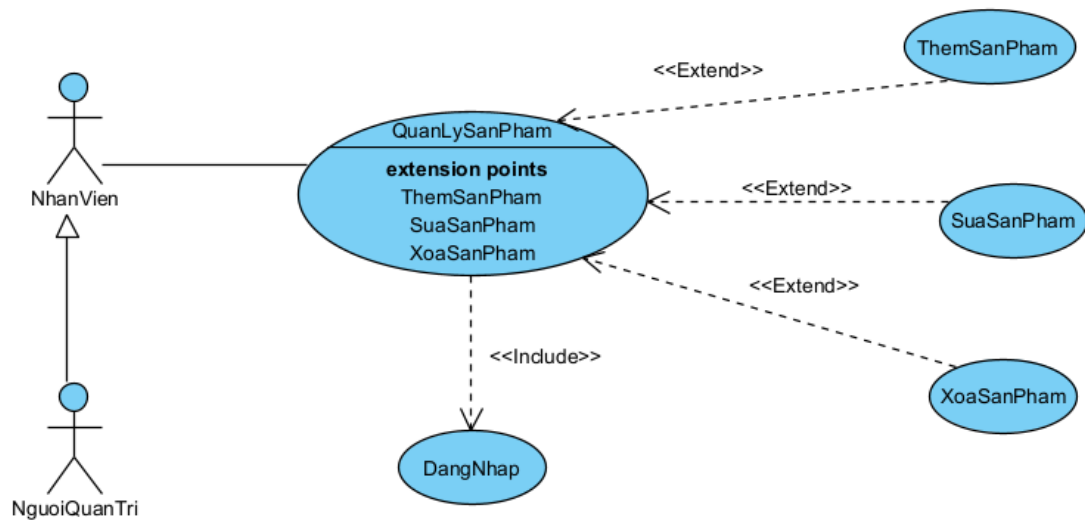 ThemSanPham
<<Extend>>
QuanLySanPham
extension points
ThemSanPham
SuaSanPham
XoaSanPham
NhanVien
<<Extend>>
SuaSanPham
<<Extend>>
<<Include>>
XoaSanPham
DangNhap
NguoiQuanTri